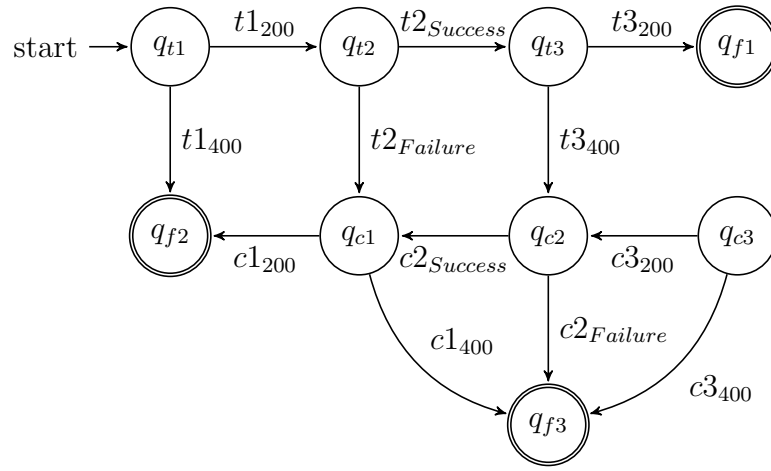 start q_{t1} t1_{200} q_{t2} t2_{Success} q_{t3} t3_{200} q_{f1}
t1_{400} t2_{Failure} t3_{400}
q_{f2} c1_{200} q_{c1} c2_{Success} q_{c2} c3_{200} q_{c3}
c1_{400} c2_{Failure} c3_{400}
q_{f3}